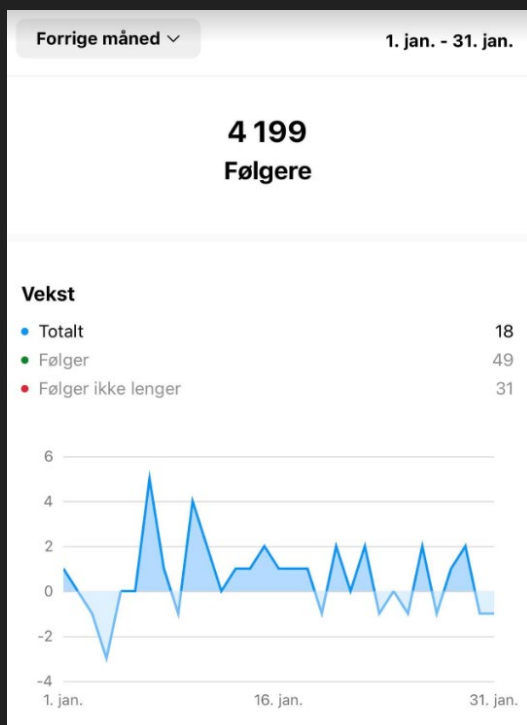 Forrige måned
1. jan. - 31. jan.
4 199
Følgere
Vekst
Totalt 18
Følger 49
Følger ikke lenger 31
6
4
2
0
-2
-4
1. jan. 16. jan. 31. jan.